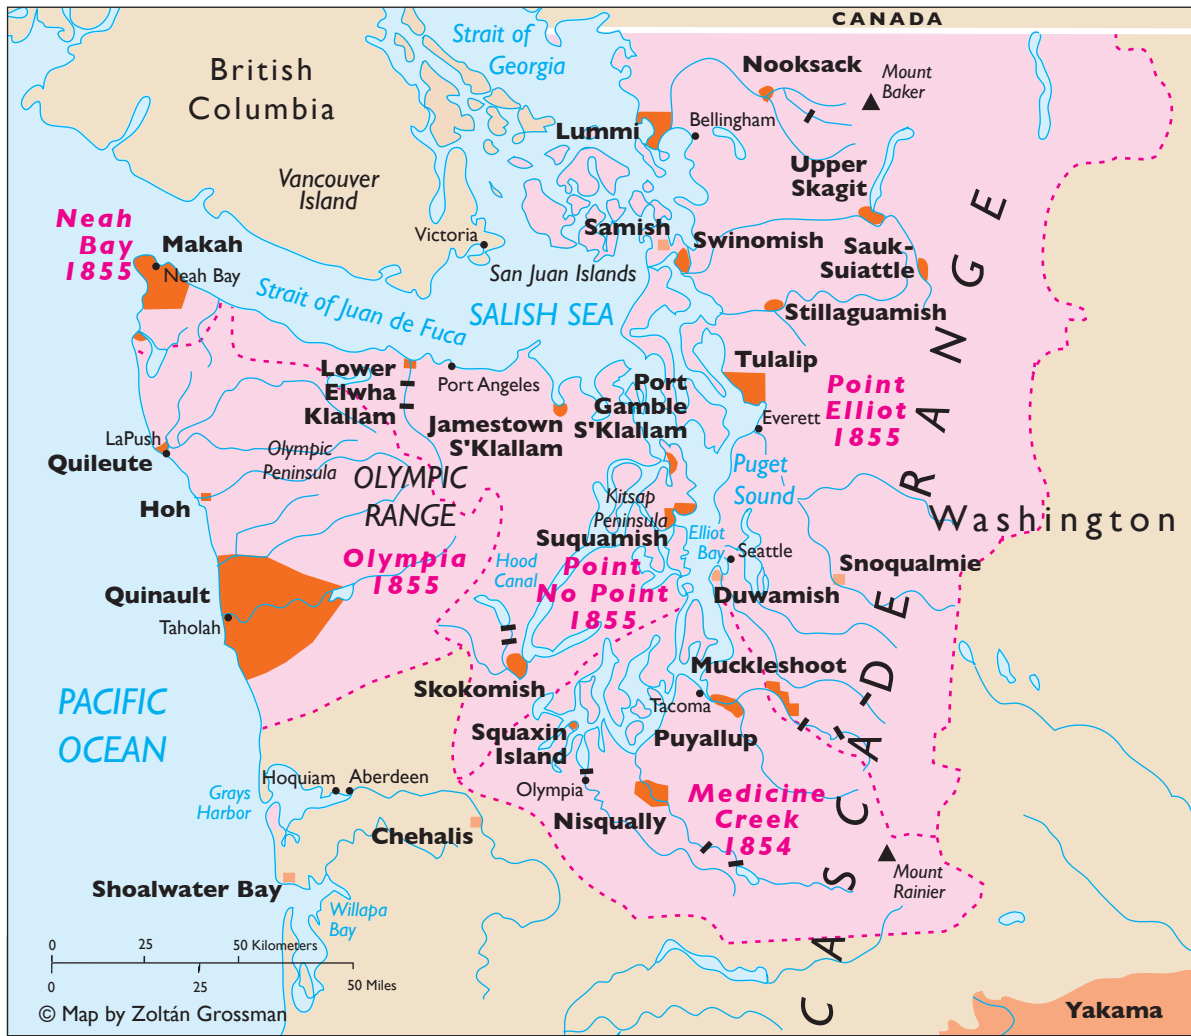 CANADA
Strait of
Georgia
British
Columbia
Nooksack
Mount
Baker
Lummi
Bellingham
Vancouver
Island
Upper
Skagit
Neah
Bay
1855
Makah
Neah Bay
Victoria
Samish
Swinomish
Sauk-
Suiattle
San Juan Islands
Strait of Juan de Fuca
SALISH SEA
Stillaguamish
CASCADE RANGE
Lower
Elwha
Klallam
Port Angeles
Jamestown
S'Klallam
Port
Gamble
S'Klallam
Tulalip
Everett
Point
Elliot
1855
LaPush
Quileute
Olympic
Peninsula
OLYMPIC
RANGE
Hoh
Kitsap
Peninsula
Puget
Sound
Suquamish
Elliot
Bay
Seattle
Washington
Snoqualmie
Duwamish
Olympia
1855
Hood
Canal
Point
No Point
1855
Quinault
Taholah
Skokomish
Muckleshoot
Tacoma
Puyallup
PACIFIC
OCEAN
Squaxin
Island
Olympia
Nisqually
Medicine
Creek
1854
Hoquiam
Aberdeen
Grays
Harbor
Chehalis
Mount
Rainier
Shoalwater Bay
Willapa
Bay
0 25 50 Kilometers
0 25 50 Miles
© Map by Zoltán Grossman
Yakama